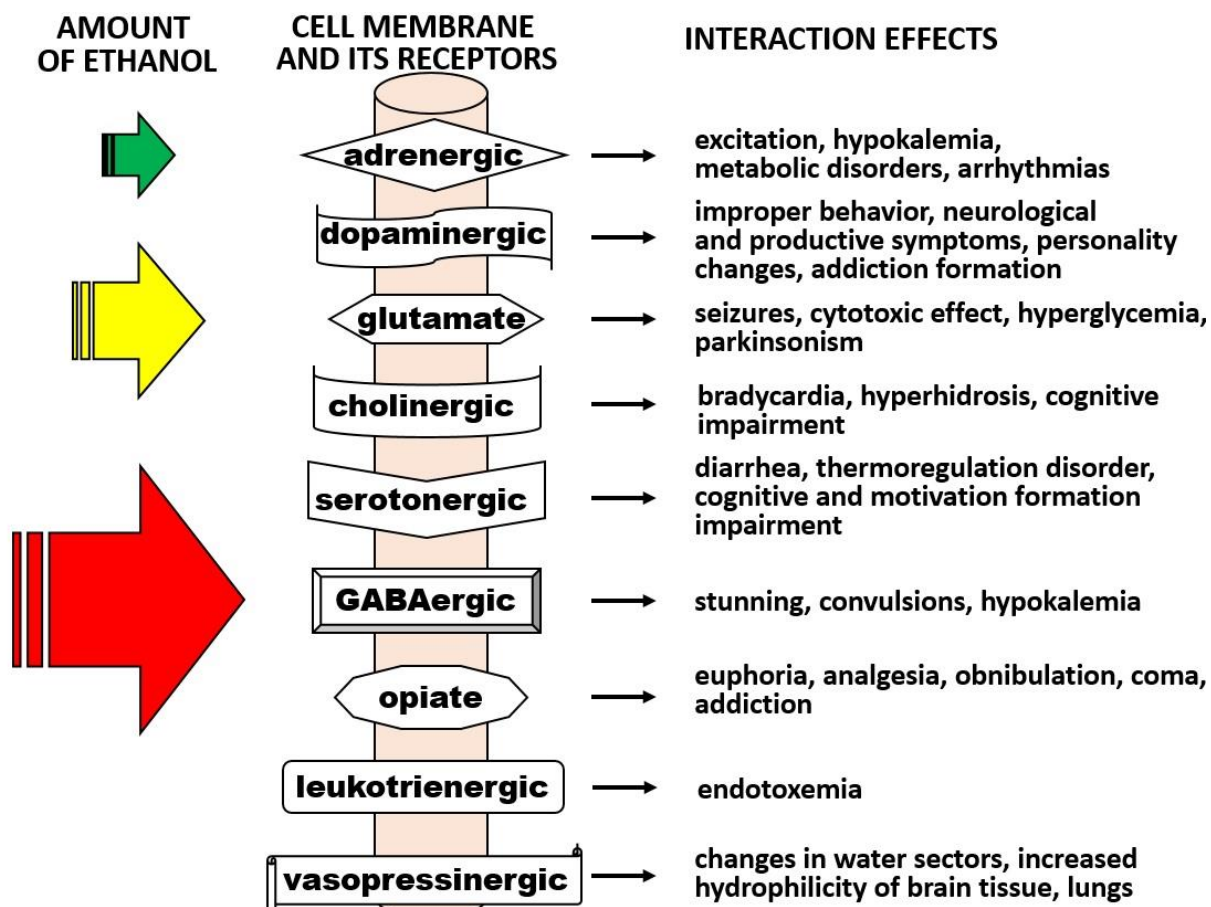 AMOUNT
OF ETHANOL
CELL MEMBRANE
AND ITS RECEPTORS
INTERACTION EFFECTS
adrenergic
excitation, hypokalemia,
metabolic disorders, arrhythmias
dopaminergic
improper behavior, neurological
and productive symptoms, personality
changes, addiction formation
glutamate
seizures, cytotoxic effect, hyperglycemia,
parkinsonism
cholinergic
bradycardia, hyperhidrosis, cognitive
impairment
serotonergic
diarrhea, thermoregulation disorder,
cognitive and motivation formation
impairment
GABAergic
stunning, convulsions, hypokalemia
opiate
euphoria, analgesia, obnibulation, coma,
addiction
leukotrienergic
endotoxemia
vasopressinergic
changes in water sectors, increased
hydrophilicity of brain tissue, lungs